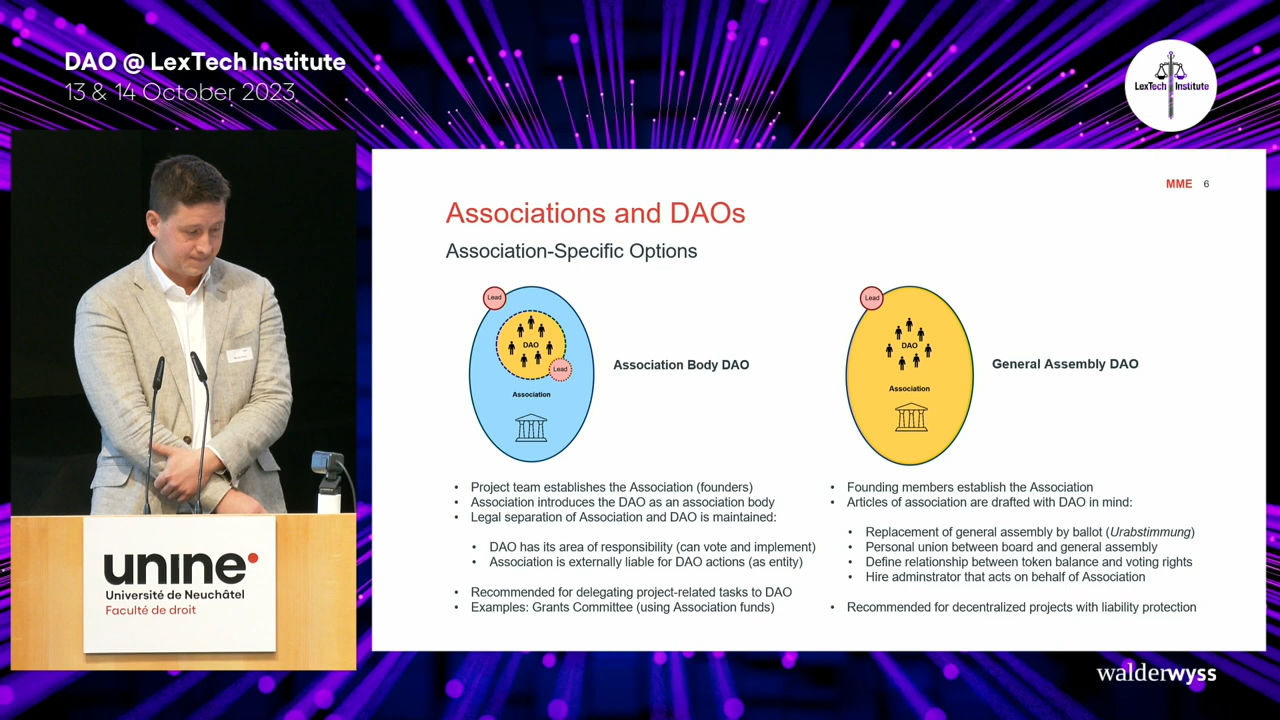 DAO @ LexTech Institute
13 & 14 October 2023
LexTech Institute
MME 6
Associations and DAOs
Association-Specific Options
Lead
DAO
Lead
Association
Association Body DAO
Lead
DAO
Association
General Assembly DAO
• Project team establishes the Association (founders)
• Association introduces the DAO as an association body
• Legal separation of Association and DAO is maintained:
• DAO has its area of responsibility (can vote and implement)
• Association is externally liable for DAO actions (as entity)
• Recommended for delegating project-related tasks to DAO
• Examples: Grants Committee (using Association funds)
• Founding members establish the Association
• Articles of association are drafted with DAO in mind:
• Replacement of general assembly by ballot (Urabstimmung)
• Personal union between board and general assembly
• Define relationship between token balance and voting rights
• Hire adminstrator that acts on behalf of Association
• Recommended for decentralized projects with liability protection
unine
Université de Neuchâtel
Faculté de droit
walderwyss